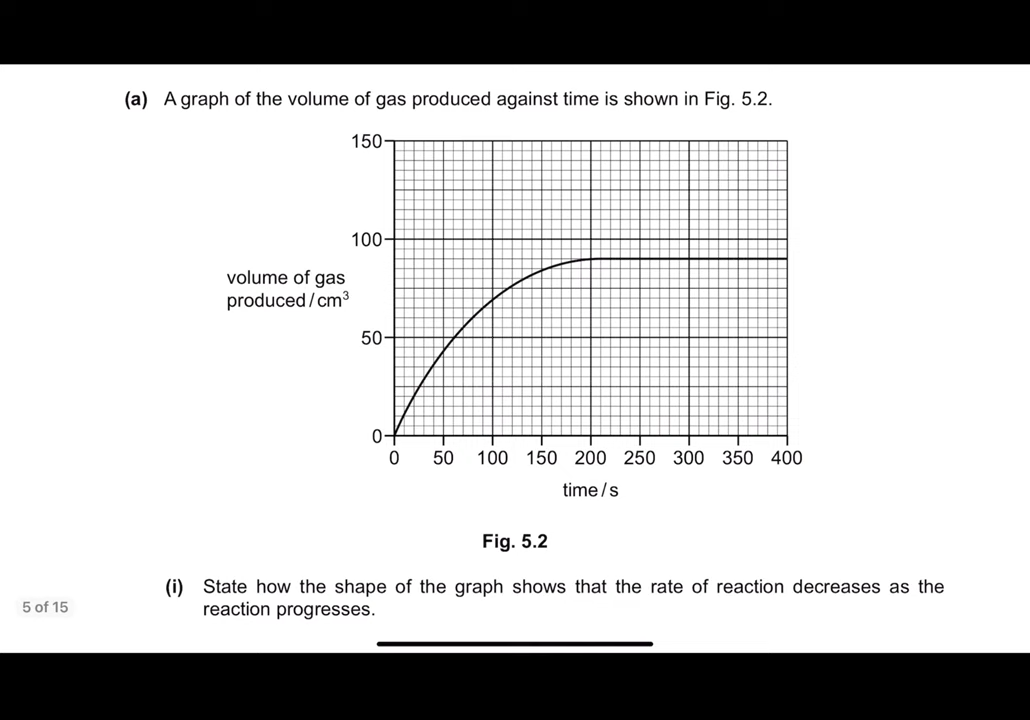 (a) A graph of the volume of gas produced against time is shown in Fig. 5.2.
150
100
volume of gas
produced / cm³
50
0
0 50 100 150 200 250 300 350 400
time / s
Fig. 5.2
(i) State how the shape of the graph shows that the rate of reaction decreases as the
5 of 15
reaction progresses.